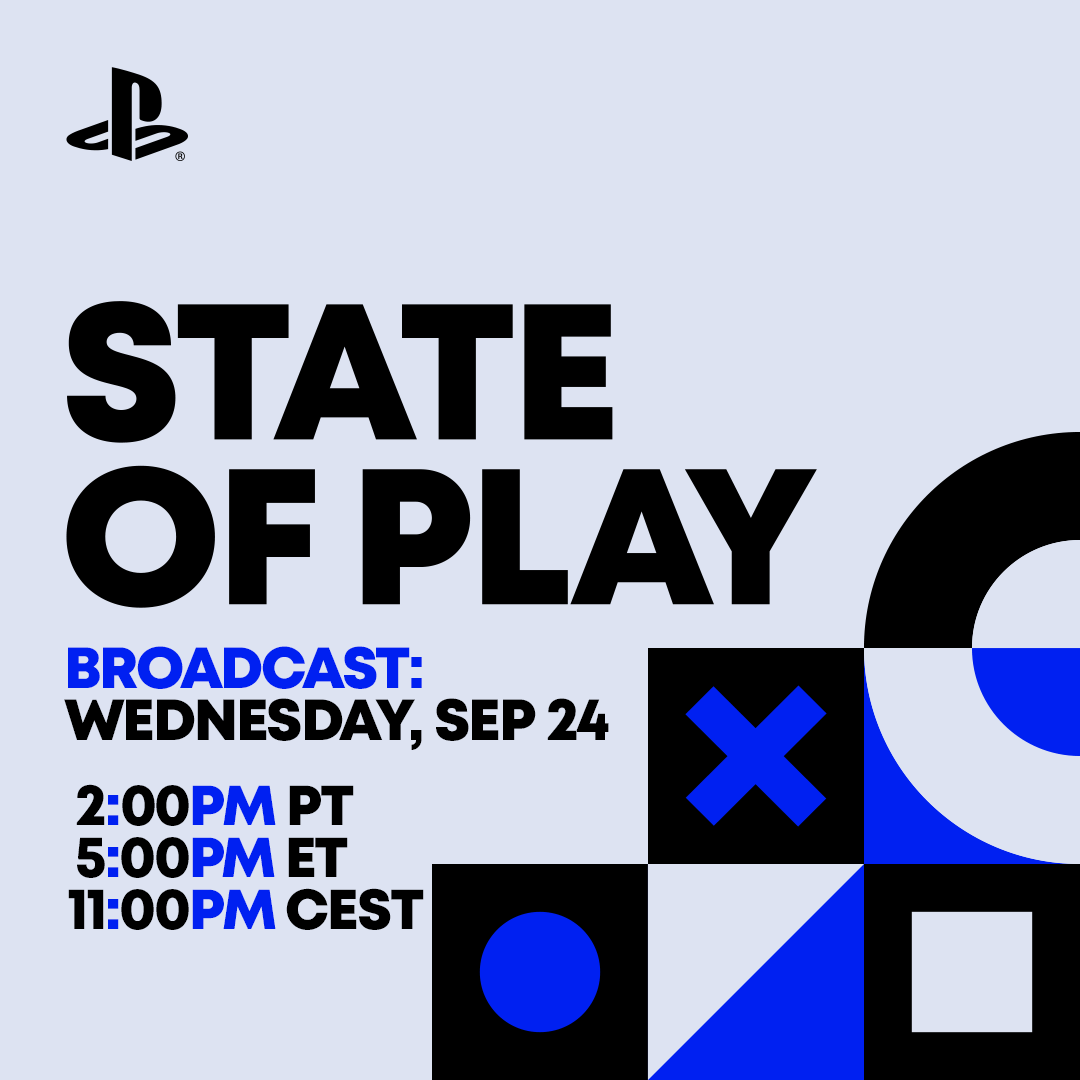 ®
STATE
OF PLAY
BROADCAST:
WEDNESDAY, SEP 24
2:00PM PT
5:00PM ET
11:00PM CEST